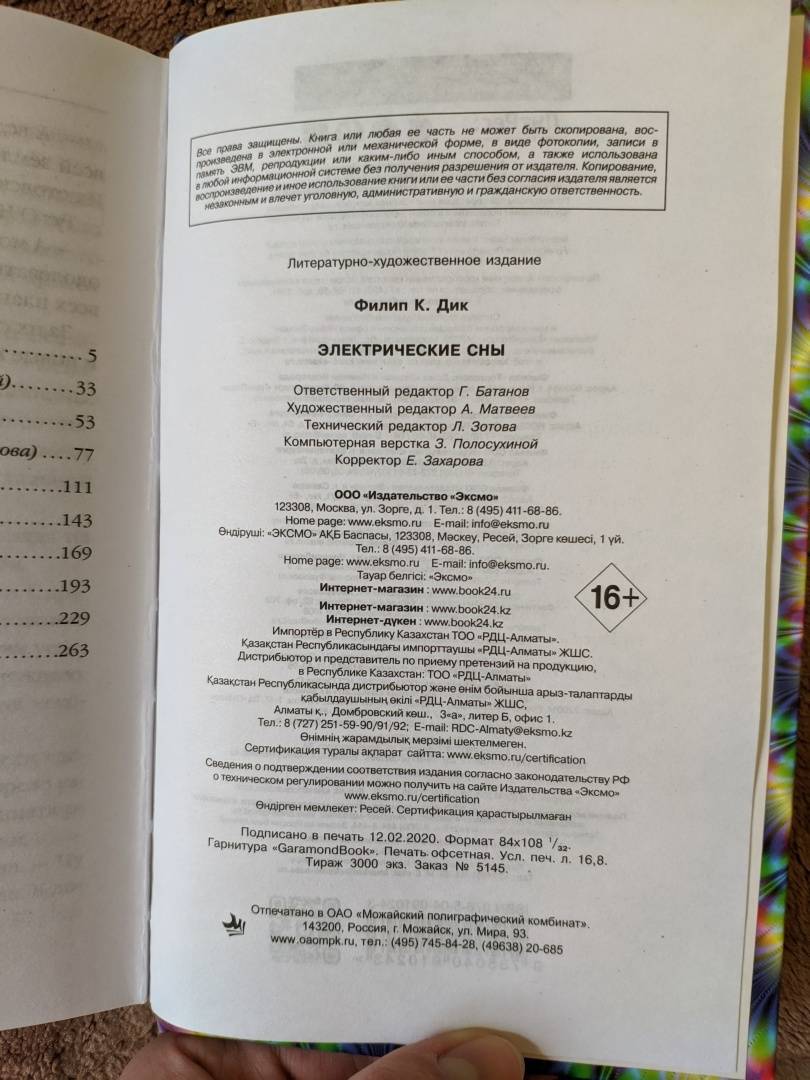 5
33
53
ова) ....77
111
143
169
193
229
263
Все права защищены. Книга или любая ее часть не может быть скопирована, вос-
произведена в электронной или механической форме, в виде фотокопии, записи в
память ЭВМ, репродукции или каким-либо иным способом, а также использована
в любой информационной системе без получения разрешения от издателя. Копирование,
воспроизведение и иное использование книги или ее части без согласия издателя является
незаконным и влечет уголовную, административную и гражданскую ответственность.
Литературно-художественное издание
Филип К. Дик
ЭЛЕКТРИЧЕСКИЕ СНЫ
Ответственный редактор Г. Батанов
Художественный редактор А. Матвеев
Технический редактор Л. Зотова
Компьютерная верстка З. Полосухиной
Корректор Е. Захарова
ООО «Издательство «Эксмо»
123308, Москва, ул. Зорге, д. 1. Тел.: 8 (495) 411-68-86.
Home page: www.eksmo.ru E-mail: info@eksmo.ru
Өндіруші: «ЭКСМО» АҚБ Баспасы, 123308, Мәскеу, Ресей, Зорге көшесі, 1 үй.
Тел.: 8 (495) 411-68-86.
Home page: www.eksmo.ru E-mail: info@eksmo.ru.
Тауар белгісі: «Эксмо»
Интернет-магазин : www.book24.ru
Интернет-магазин : www.book24.kz
Интернет-дүкен : www.book24.kz
Импортёр в Республику Казахстан ТОО «РДЦ-Алматы».
Қазақстан Республикасындағы импорттаушы «РДЦ-Алматы» ЖШС.
Дистрибьютор и представитель по приему претензий на продукцию,
в Республике Казахстан: ТОО «РДЦ-Алматы»
Қазақстан Республикасында дистрибьютор және өнім бойынша арыз-талаптарды
қабылдаушының өкілі «РДЦ-Алматы» ЖШС,
Алматы қ., Домбровский көш., 3«а», литер Б, офис 1.
Тел.: 8 (727) 251-59-90/91/92; E-mail: RDC-Almaty@eksmo.kz
Өнімнің жарамдылық мерзімі шектелмеген.
Сертификация туралы ақпарат сайтта: www.eksmo.ru/certification
Сведения о подтверждении соответствия издания согласно законодательству РФ
о техническом регулировании можно получить на сайте Издательства «Эксмо»
www.eksmo.ru/certification
Өндірген мемлекет: Ресей. Сертификация қарастырылмаған
16+
Подписано в печать 12.02.2020. Формат 84x108 1/32.
Гарнитура «GaramondBook». Печать офсетная. Усл. печ. л. 16,8.
Тираж 3000 экз. Заказ № 5145.
Отпечатано в ОАО «Можайский полиграфический комбинат».
143200, Россия, г. Можайск, ул. Мира, 93.
www.oaompk.ru, тел.: (495) 745-84-28, (49638) 20-685